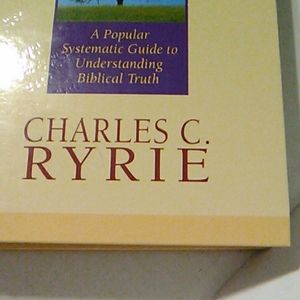 A Popular
Systematic Guide to
Understanding
Biblical Truth
CHARLES C.
RYRIE